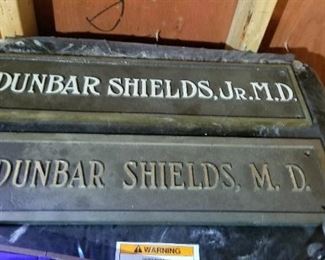 DUNBAR SHIELDS, JR. M.D.
DUNBAR SHIELDS, M. D.
WARNING